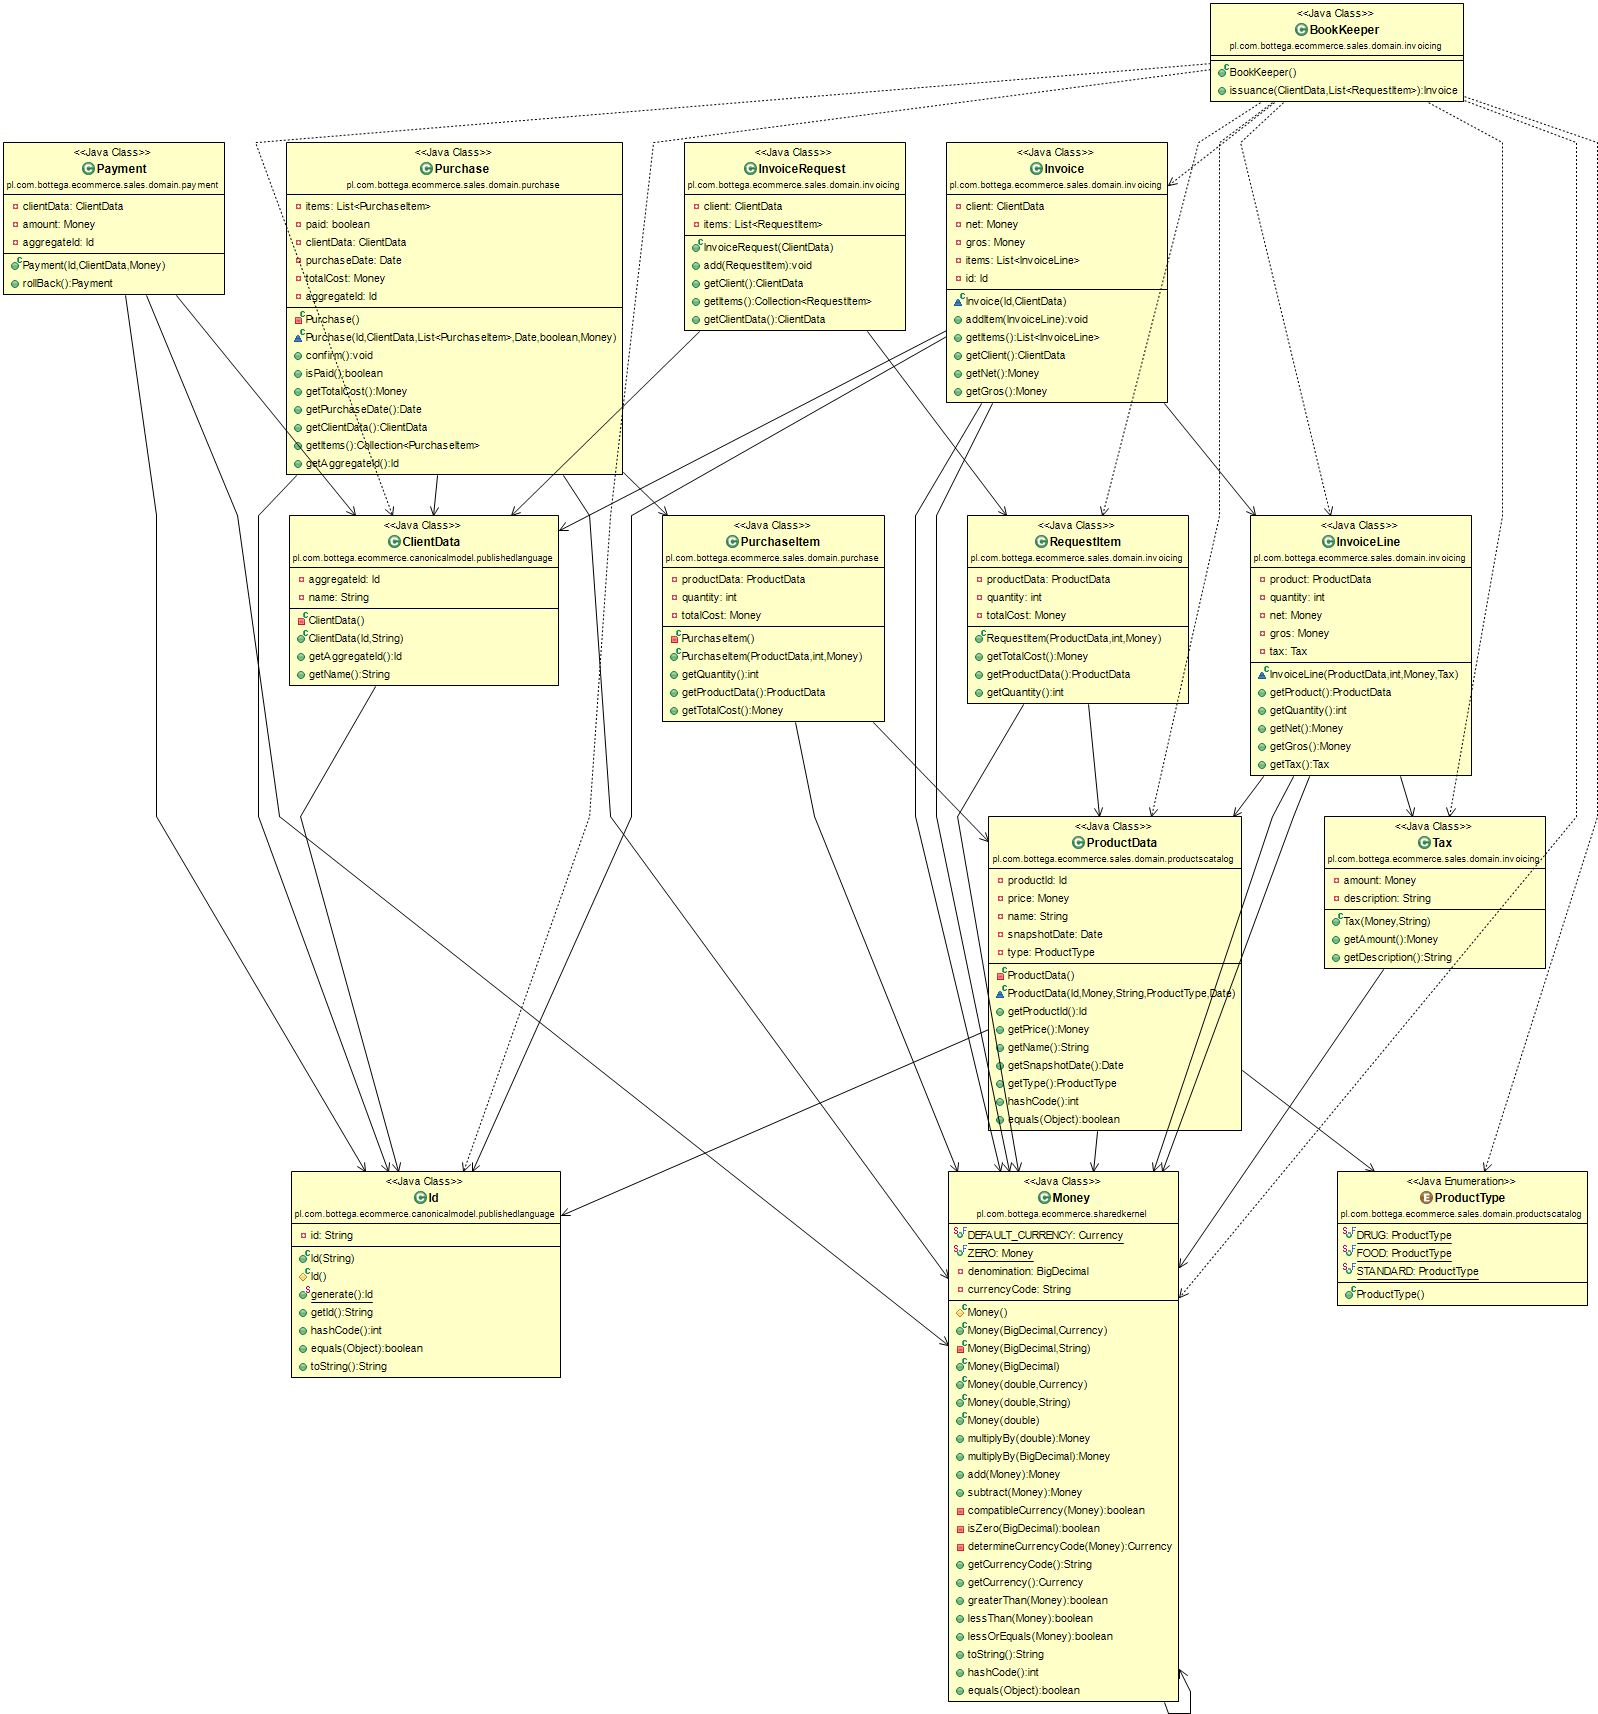 <<Java Class>>
BookKeeper
pl.com.bottega.ecommerce.sales.domain.invoicing
BookKeeper()
issuance(ClientData,List<RequestItem>):Invoice
<<Java Class>>
Payment
pl.com.bottega.ecommerce.sales.domain.payment
clientData: ClientData
amount: Money
aggregateId: Id
Payment(Id,ClientData,Money)
rollBack():Payment
<<Java Class>>
Purchase
pl.com.bottega.ecommerce.sales.domain.purchase
items: List<PurchaseItem>
paid: boolean
clientData: ClientData
purchaseDate: Date
totalCost: Money
aggregateId: Id
Purchase()
Purchase(Id,ClientData,List<PurchaseItem>,Date,boolean,Money)
confirm():void
isPaid():boolean
getTotalCost():Money
getPurchaseDate():Date
getClientData():ClientData
getItems():Collection<PurchaseItem>
getAggregateId():Id
<<Java Class>>
InvoiceRequest
pl.com.bottega.ecommerce.sales.domain.invoicing
client: ClientData
items: List<RequestItem>
InvoiceRequest(ClientData)
add(RequestItem):void
getClient():ClientData
getItems():Collection<RequestItem>
getClientData():ClientData
<<Java Class>>
Invoice
pl.com.bottega.ecommerce.sales.domain.invoicing
client: ClientData
net: Money
gros: Money
items: List<InvoiceLine>
id: Id
Invoice(Id,ClientData)
addItem(InvoiceLine):void
getItems():List<InvoiceLine>
getClient():ClientData
getNet():Money
getGros():Money
<<Java Class>>
ClientData
pl.com.bottega.ecommerce.canonicalmodel.publishedlanguage
aggregateId: Id
name: String
ClientData()
ClientData(Id,String)
getAggregateId():Id
getName():String
<<Java Class>>
PurchaseItem
pl.com.bottega.ecommerce.sales.domain.purchase
productData: ProductData
quantity: int
totalCost: Money
PurchaseItem()
PurchaseItem(ProductData,int,Money)
getQuantity():int
getProductData():ProductData
getTotalCost():Money
<<Java Class>>
RequestItem
pl.com.bottega.ecommerce.sales.domain.invoicing
productData: ProductData
quantity: int
totalCost: Money
RequestItem(ProductData,int,Money)
getTotalCost():Money
getProductData():ProductData
getQuantity():int
<<Java Class>>
InvoiceLine
pl.com.bottega.ecommerce.sales.domain.invoicing
product: ProductData
quantity: int
net: Money
gros: Money
tax: Tax
InvoiceLine(ProductData,int,Money,Tax)
getProduct():ProductData
getQuantity():int
getNet():Money
getGros():Money
getTax():Tax
<<Java Class>>
ProductData
pl.com.bottega.ecommerce.sales.domain.productscatalog
productId: Id
price: Money
name: String
snapshotDate: Date
type: ProductType
ProductData()
ProductData(Id,Money,String,ProductType,Date)
getProductId():Id
getPrice():Money
getName():String
getSnapshotDate():Date
getType():ProductType
hashCode():int
equals(Object):boolean
<<Java Class>>
Tax
pl.com.bottega.ecommerce.sales.domain.invoicing
amount: Money
description: String
Tax(Money,String)
getAmount():Money
getDescription():String
<<Java Class>>
Id
pl.com.bottega.ecommerce.canonicalmodel.publishedlanguage
id: String
Id(String)
Id()
generate():Id
getId():String
hashCode():int
equals(Object):boolean
toString():String
<<Java Class>>
Money
pl.com.bottega.ecommerce.sharedkernel
DEFAULT_CURRENCY: Currency
ZERO: Money
denomination: BigDecimal
currencyCode: String
Money()
Money(BigDecimal,Currency)
Money(BigDecimal,String)
Money(BigDecimal)
Money(double,Currency)
Money(double,String)
Money(double)
multiplyBy(double):Money
multiplyBy(BigDecimal):Money
add(Money):Money
subtract(Money):Money
compatibleCurrency(Money):boolean
isZero(BigDecimal):boolean
determineCurrencyCode(Money):Currency
getCurrencyCode():String
getCurrency():Currency
greaterThan(Money):boolean
lessThan(Money):boolean
lessOrEquals(Money):boolean
toString():String
hashCode():int
equals(Object):boolean
<<Java Enumeration>>
ProductType
pl.com.bottega.ecommerce.sales.domain.productscatalog
DRUG: ProductType
FOOD: ProductType
STANDARD: ProductType
ProductType()